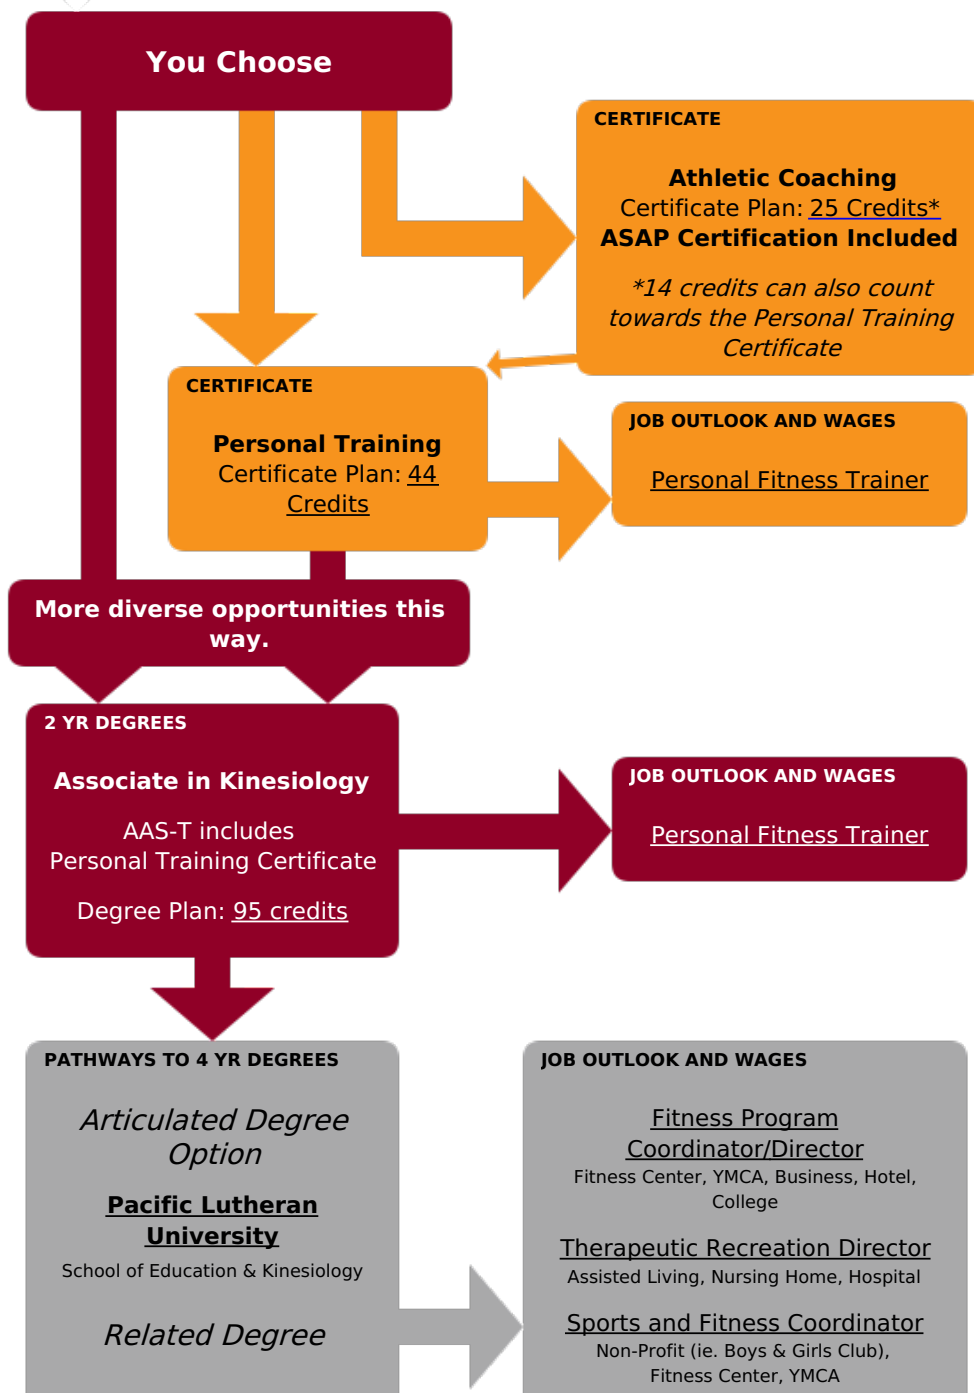 You Choose
CERTIFICATE
Athletic Coaching
Certificate Plan: 25 Credits*
ASAP Certification Included
*14 credits can also count
towards the Personal Training
Certificate
CERTIFICATE
Personal Training
Certificate Plan: 44
Credits
JOB OUTLOOK AND WAGES
Personal Fitness Trainer
More diverse opportunities this
way.
2 YR DEGREES
Associate in Kinesiology
AAS-T includes
Personal Training Certificate
Degree Plan: 95 credits
JOB OUTLOOK AND WAGES
Personal Fitness Trainer
PATHWAYS TO 4 YR DEGREES
Articulated Degree
Option
Pacific Lutheran
University
School of Education & Kinesiology
Related Degree
JOB OUTLOOK AND WAGES
Fitness Program
Coordinator/Director
Fitness Center, YMCA, Business, Hotel,
College
Therapeutic Recreation Director
Assisted Living, Nursing Home, Hospital
Sports and Fitness Coordinator
Non-Profit (ie. Boys & Girls Club),
Fitness Center, YMCA